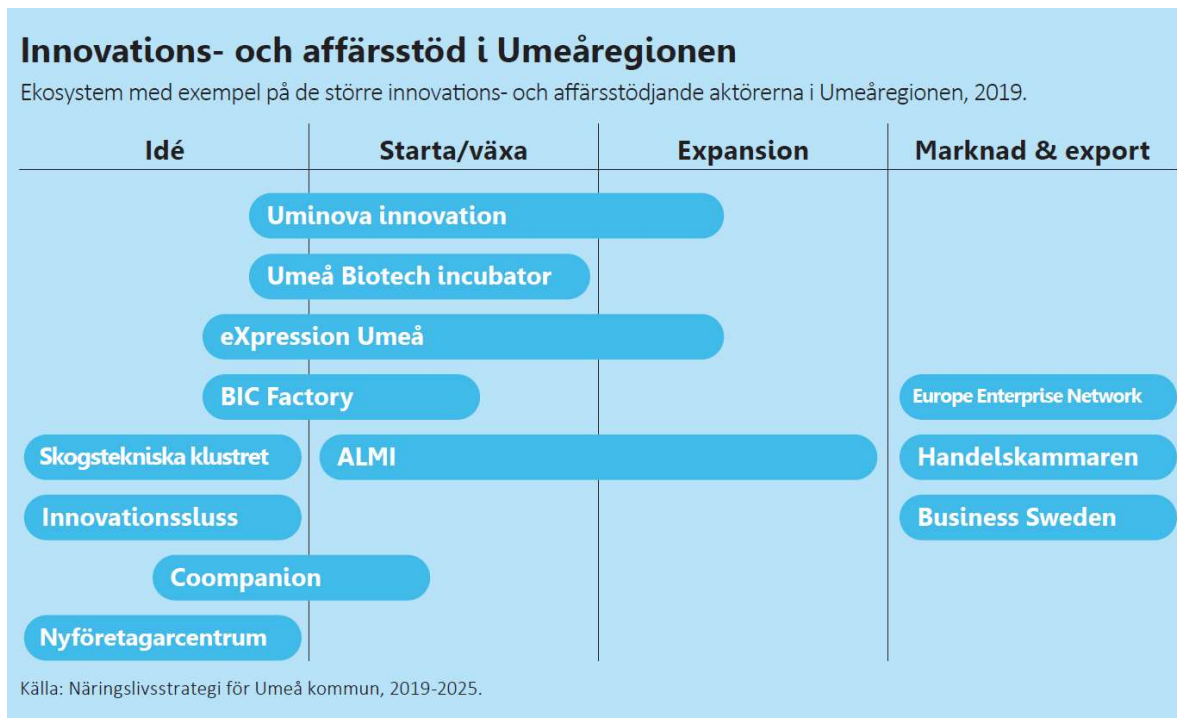 Innovations- och affärsstöd i Umeåregionen
Ekosystem med exempel på de större innovations- och affärsstödjande aktörerna i Umeåregionen, 2019.
Idé
Starta/växa
Expansion
Marknad & export
Uminova innovation
Umeå Biotech incubator
eXpression Umeå
BIC Factory
Europe Enterprise Network
Skogstekniska klustret
ALMI
Handelskammaren
Innovationssluss
Business Sweden
Coompanion
Nyföretagarcentrum
Källa: Näringslivsstrategi för Umeå kommun, 2019-2025.